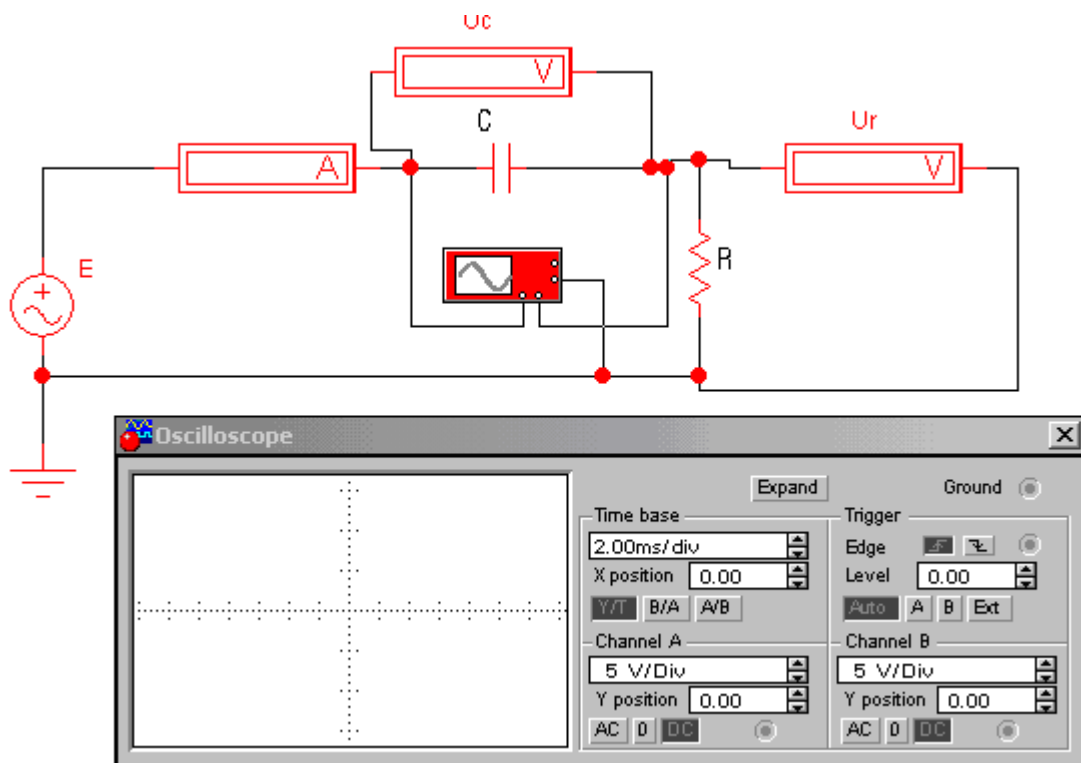 Uc
V
C
Ur
A
V
E
+
R
Oscilloscope
Expand
Ground
Time base
Trigger
2.00ms/div
Edge
X position 0.00
Level 0.00
Y/T B/A A/B
Auto A B Ext
Channel A
Channel B
5 V/Div
5 V/Div
Y position 0.00
Y position 0.00
AC 0 DC
AC 0 DC